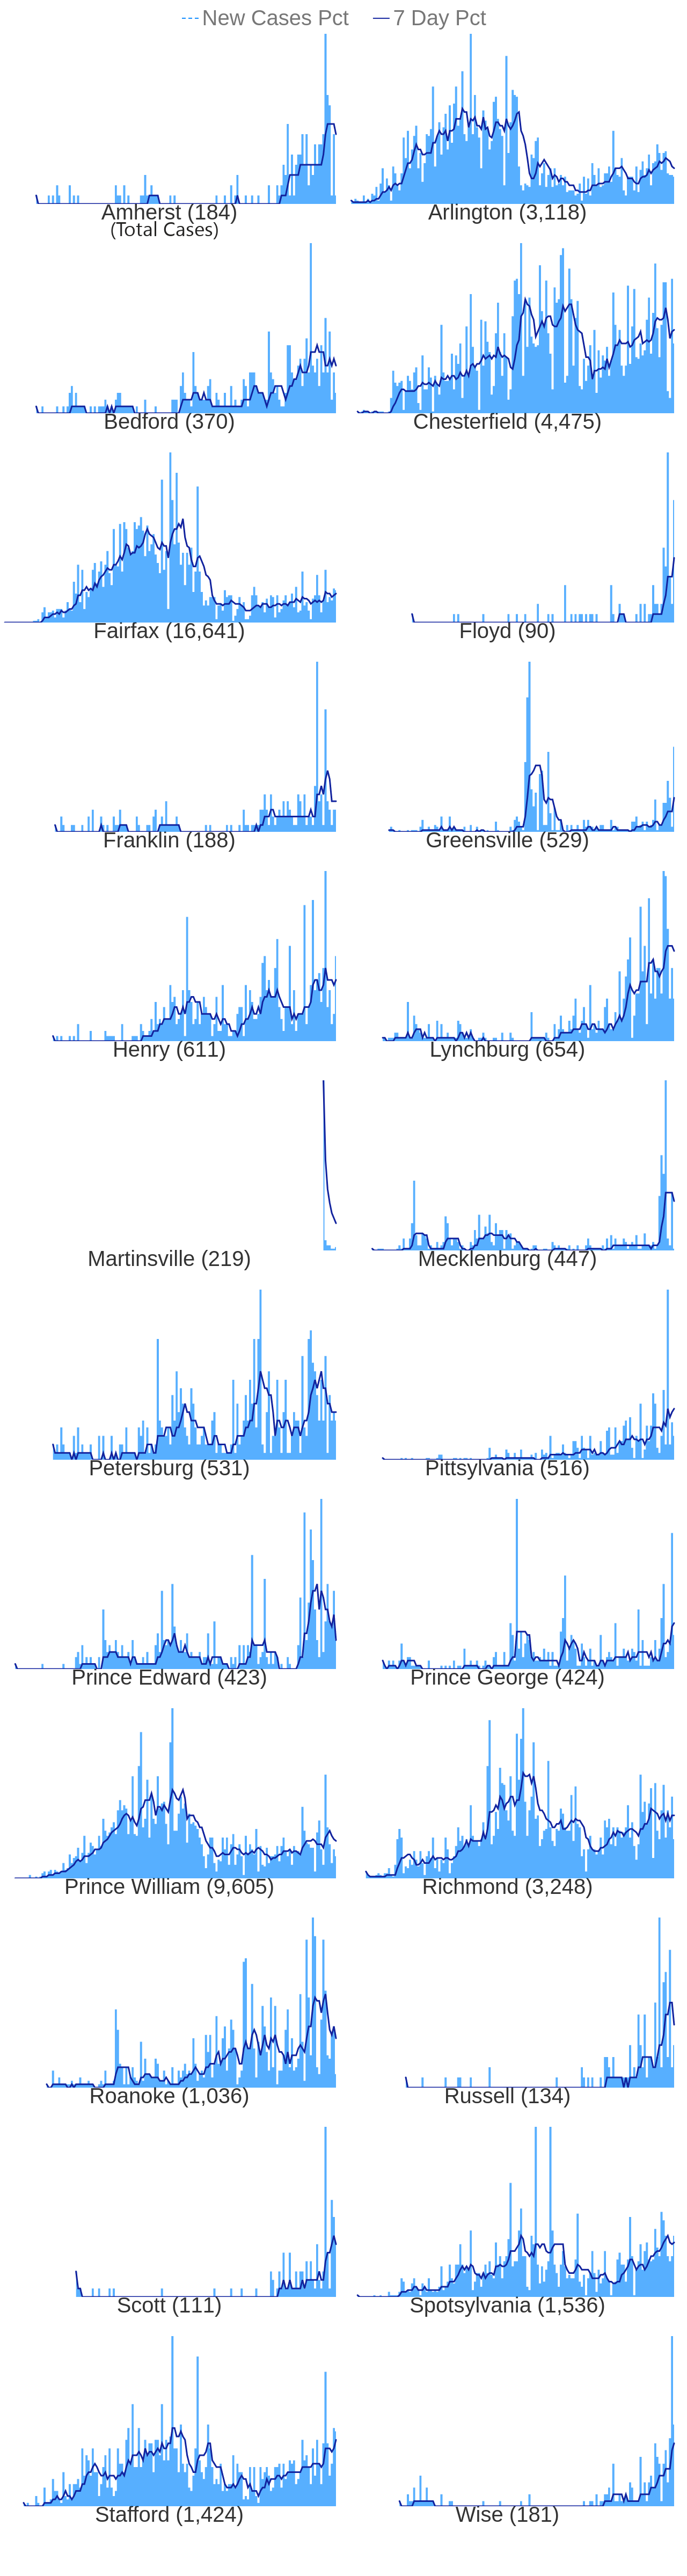 New Cases Pct 7 Day Pct
Amherst (184) Arlington (3,118)
(Total Cases)
Bedford (370) Chesterfield (4,475)
Fairfax (16,641) Floyd (90)
Franklin (188) Greensville (529)
Henry (611) Lynchburg (654)
Martinsville (219) Mecklenburg (447)
Petersburg (531) Pittsylvania (516)
Prince Edward (423) Prince George (424)
Prince William (9,605) Richmond (3,248)
Roanoke (1,036) Russell (134)
Scott (111) Spotsylvania (1,536)
Stafford (1,424) Wise (181)